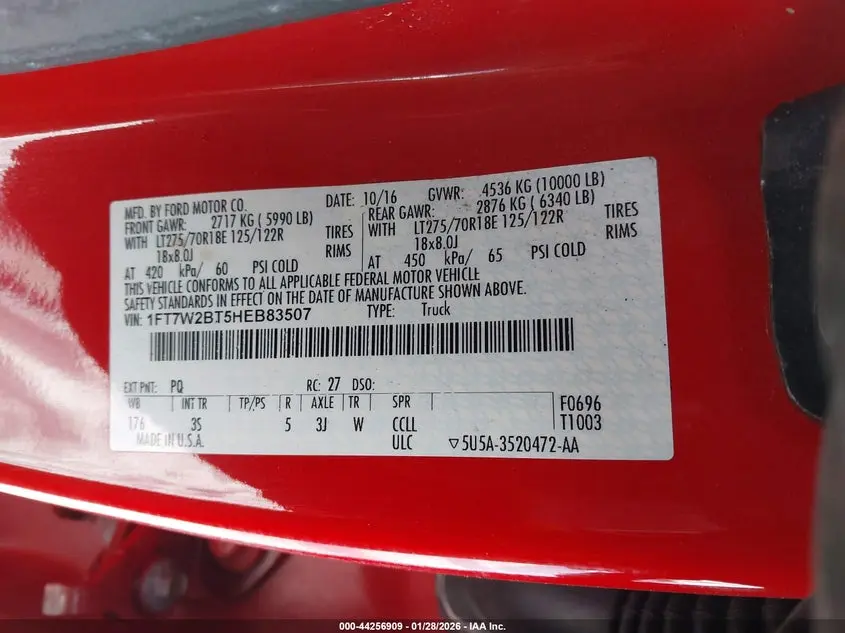 MFD. BY FORD MOTOR CO. DATE: 10/16 GVWR: 4536 KG (10000 LB)
FRONT GAWR: 2717 KG ( 5990 LB) REAR GAWR: 2876 KG ( 6340 LB)
WITH LT275/70R18E 125/122R TIRES WITH LT275/70R18E 125/122R TIRES
18x8.0J RIMS 18x8.0J RIMS
AT 420 kPa/ 60 PSI COLD AT 450 kPa/ 65 PSI COLD
THIS VEHICLE CONFORMS TO ALL APPLICABLE FEDERAL MOTOR VEHICLE
SAFETY STANDARDS IN EFFECT ON THE DATE OF MANUFACTURE SHOWN ABOVE.
VIN: 1FT7W2BT5HEB83507 TYPE: Truck
EXT PNT: PQ RC: 27 DSO:
WB INT TR TP/PS R AXLE TR SPR F0696
176 3S 5 3J W CCLL T1003
MADE IN U.S.A. ULC ▽5U5A-3520472-AA
000-44256909 | 01/28/2026 - IAA Inc.